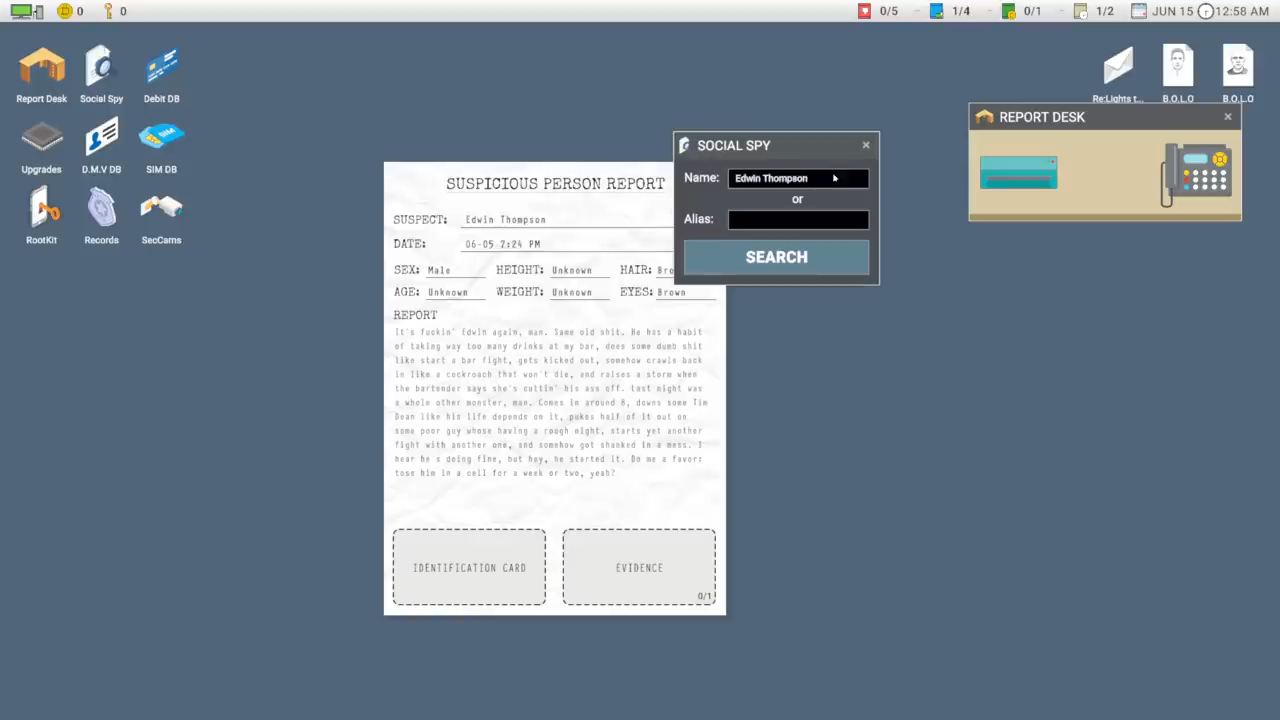 0
0
0/5
1/4
0/1
1/2
JUN 15
12:58 AM
Report Desk
Social Spy
Debit DB
Upgrades
D.M.V DB
SIM DB
RootKit
Records
SecCams
Re:Lights t...
B.O.L.O
B.O.L.O
REPORT DESK
SOCIAL SPY
Name:
Edwin Thompson
or
Alias:
SEARCH
SUSPICIOUS PERSON REPORT
SUSPECT: Edwin Thompson
DATE: 06-05 2:24 PM
SEX: Male HEIGHT: Unknown HAIR: Bro
AGE: Unknown WEIGHT: Unknown EYES: Brown
REPORT
It's fuckin' Edwin again, man. Same old shit. He has a habit
of taking way too many drinks at my bar, does some dumb shit
like start a bar fight, gets kicked out, somehow crawls back
in like a cockroach that won't die, and raises a storm when
the bartender says she's cuttin' his ass off. Last night was
a whole other monster, man. Comes in around 8, downs some Tim
Dean like his life depends on it, pukes half of it out on
some poor guy whose having a rough night, starts yet another
fight with another one, and somehow got shanked in a mess. I
hear he's doing fine, but hey, he started it. Do me a favor:
toss him in a cell for a week or two, yeah?
IDENTIFICATION CARD
EVIDENCE
0/1